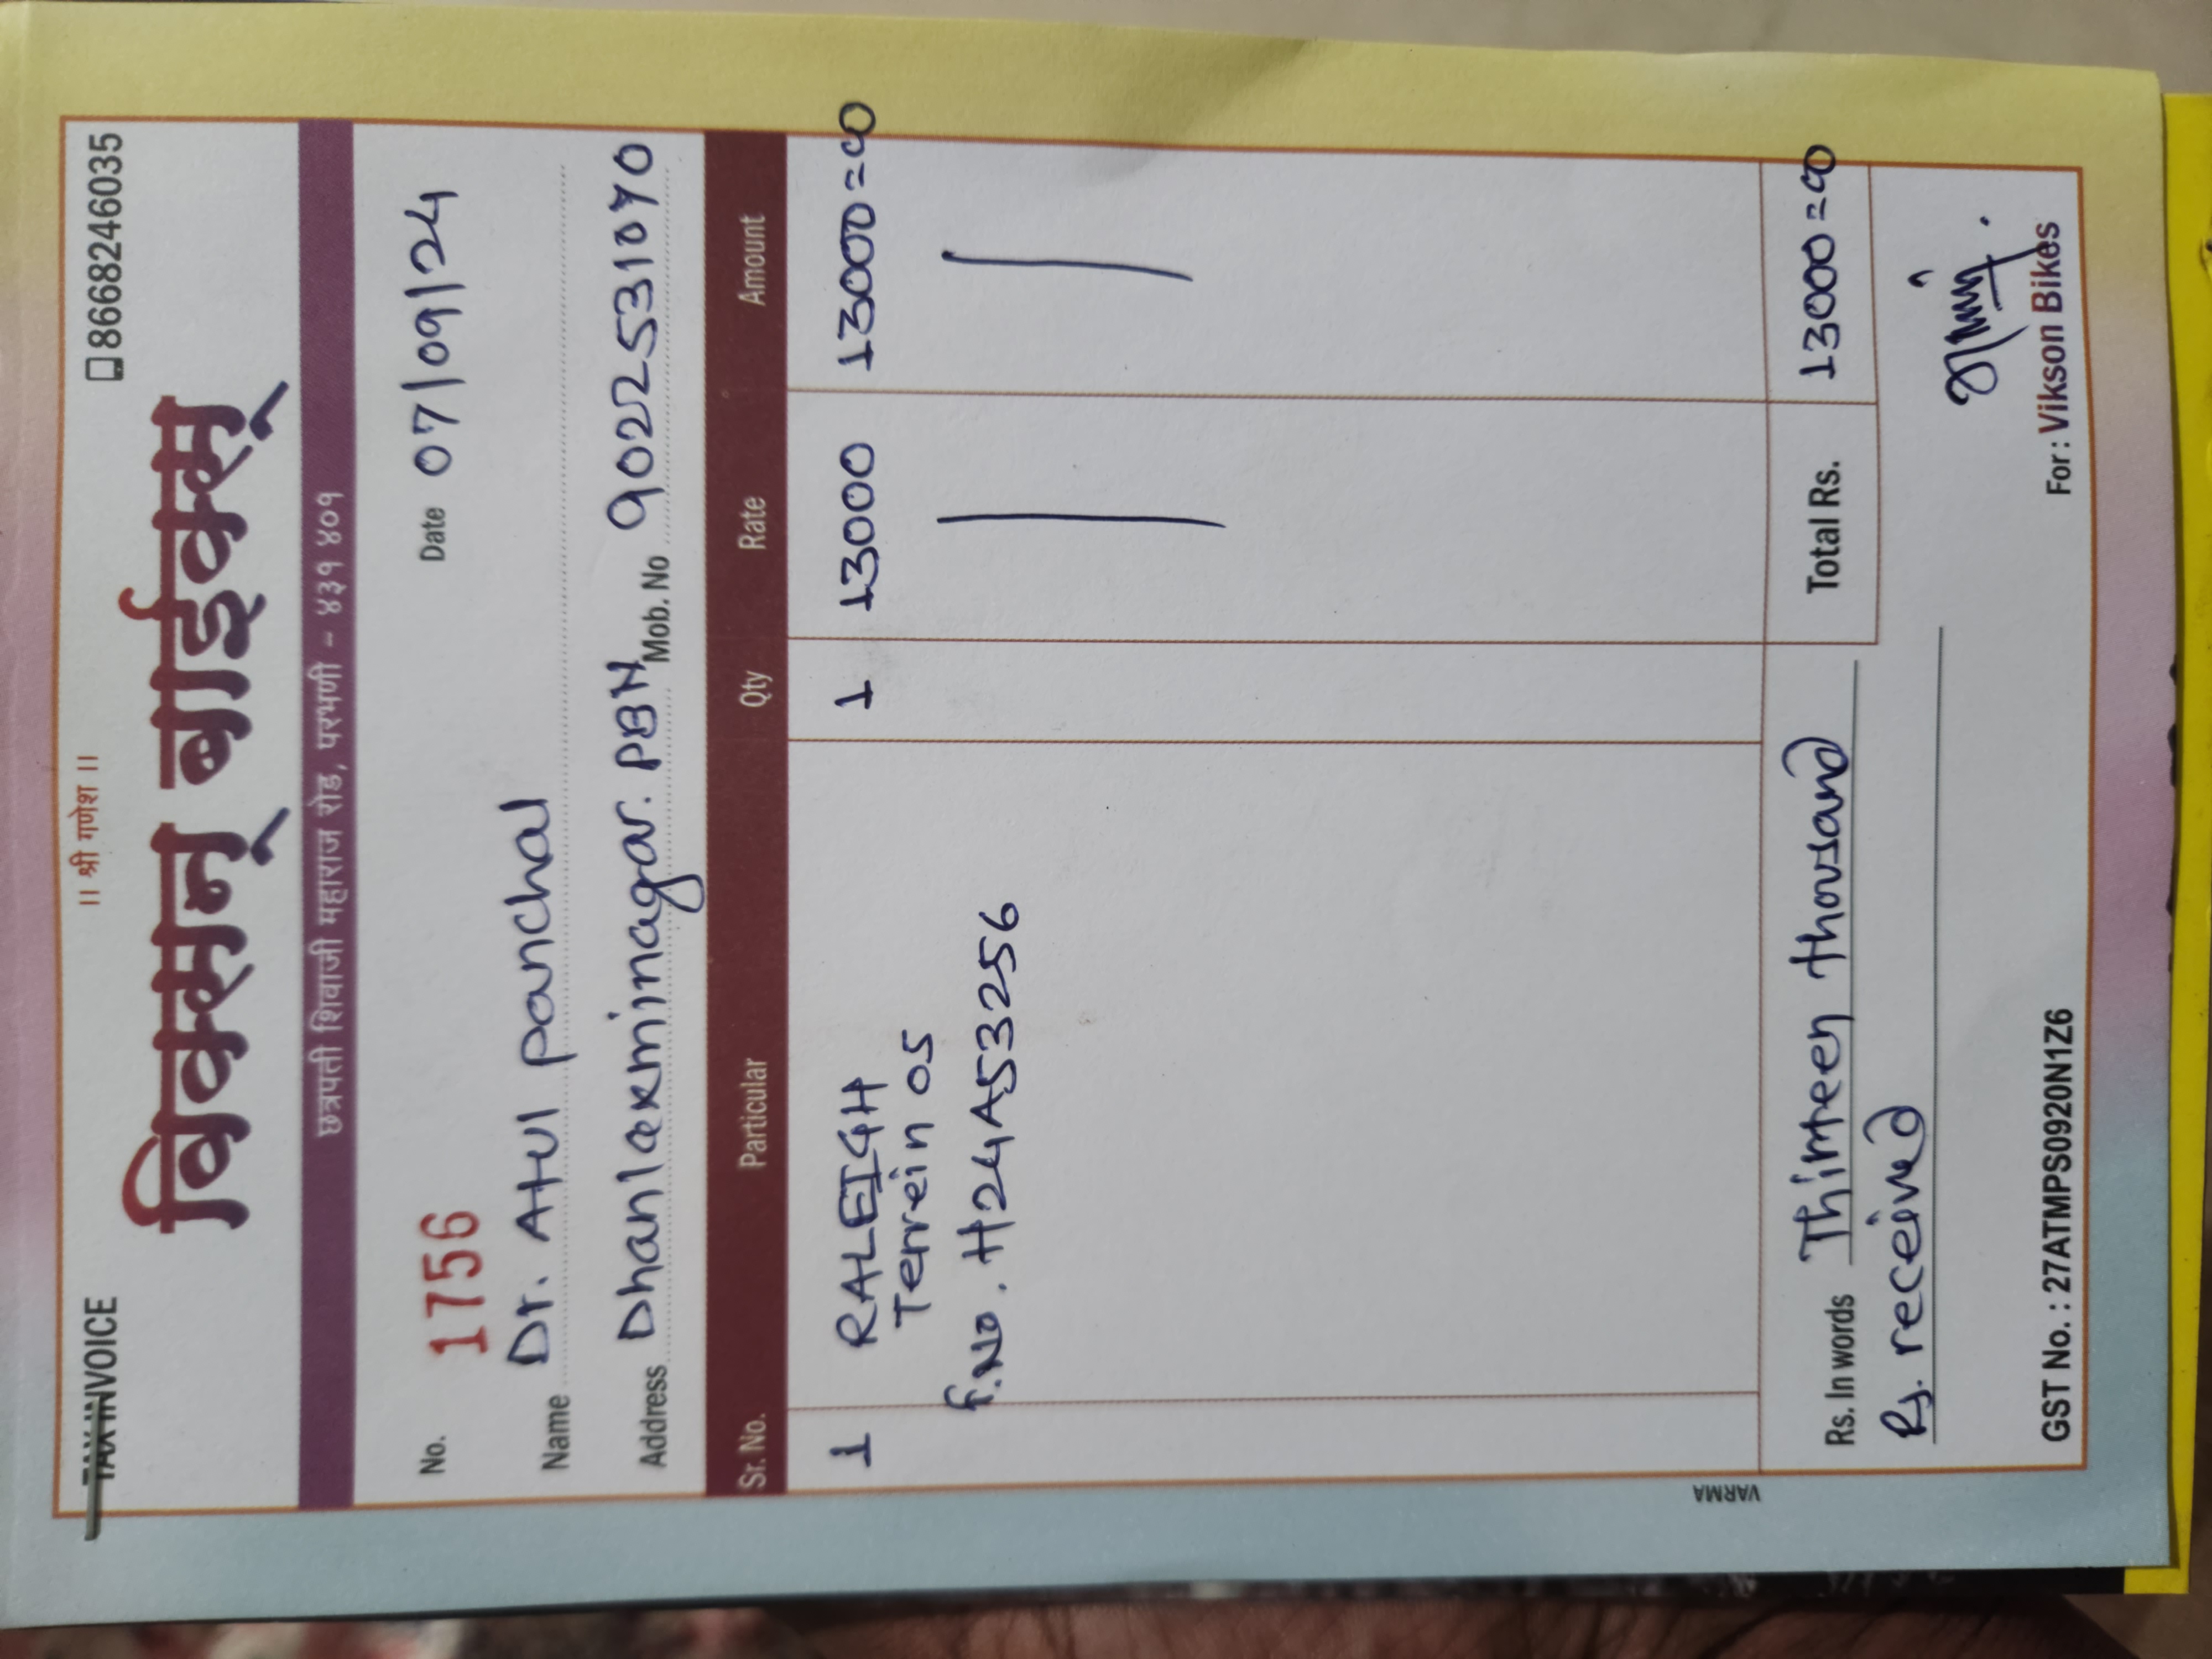 TAX INVOICE
|| श्री गणेश ||
8668246035
विक्सन् बाईक्स्
छत्रपती शिवाजी महाराज रोड, परभणी - ४३१ ४०१
No. 1756 Date 07/09/24
Name Dr. Atul panchal
Address Dhanlaxminagar. PBH Mob. No 9022531070
Sr. No. Particular Qty Rate Amount
1 RALEIGH 1 13000 13000=00
Terrein 05
F.No. H24A53256
Rs. In words Thirteen thousand Total Rs. 13000=00
Rs. received
GST No. : 27ATMPS0920N1Z6 For : Vikson Bikes
VARMA